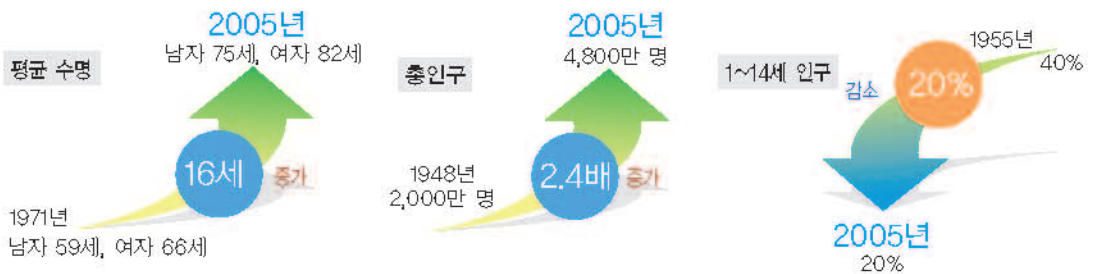 평균 수명
2005년
남자 75세, 여자 82세
16세
증가
1971년
남자 59세, 여자 66세
총인구
2005년
4,800만 명
2.4배
증가
1948년
2,000만 명
1~14세 인구
1955년
40%
20%
감소
2005년
20%